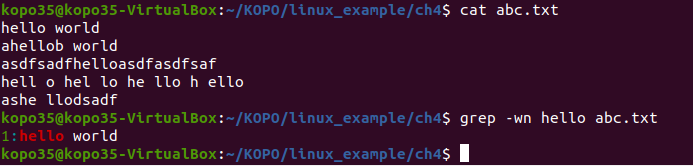 kopo35@kopo35-VirtualBox:~/KOPO/linux_example/ch4$ cat abc.txt
hello world
ahellob world
asdfsadfhelloasdfasdfsaf
hell o hel lo he llo h ello
ashe llodsadf
kopo35@kopo35-VirtualBox:~/KOPO/linux_example/ch4$ grep -wn hello abc.txt
1:hello world
kopo35@kopo35-VirtualBox:~/KOPO/linux_example/ch4$